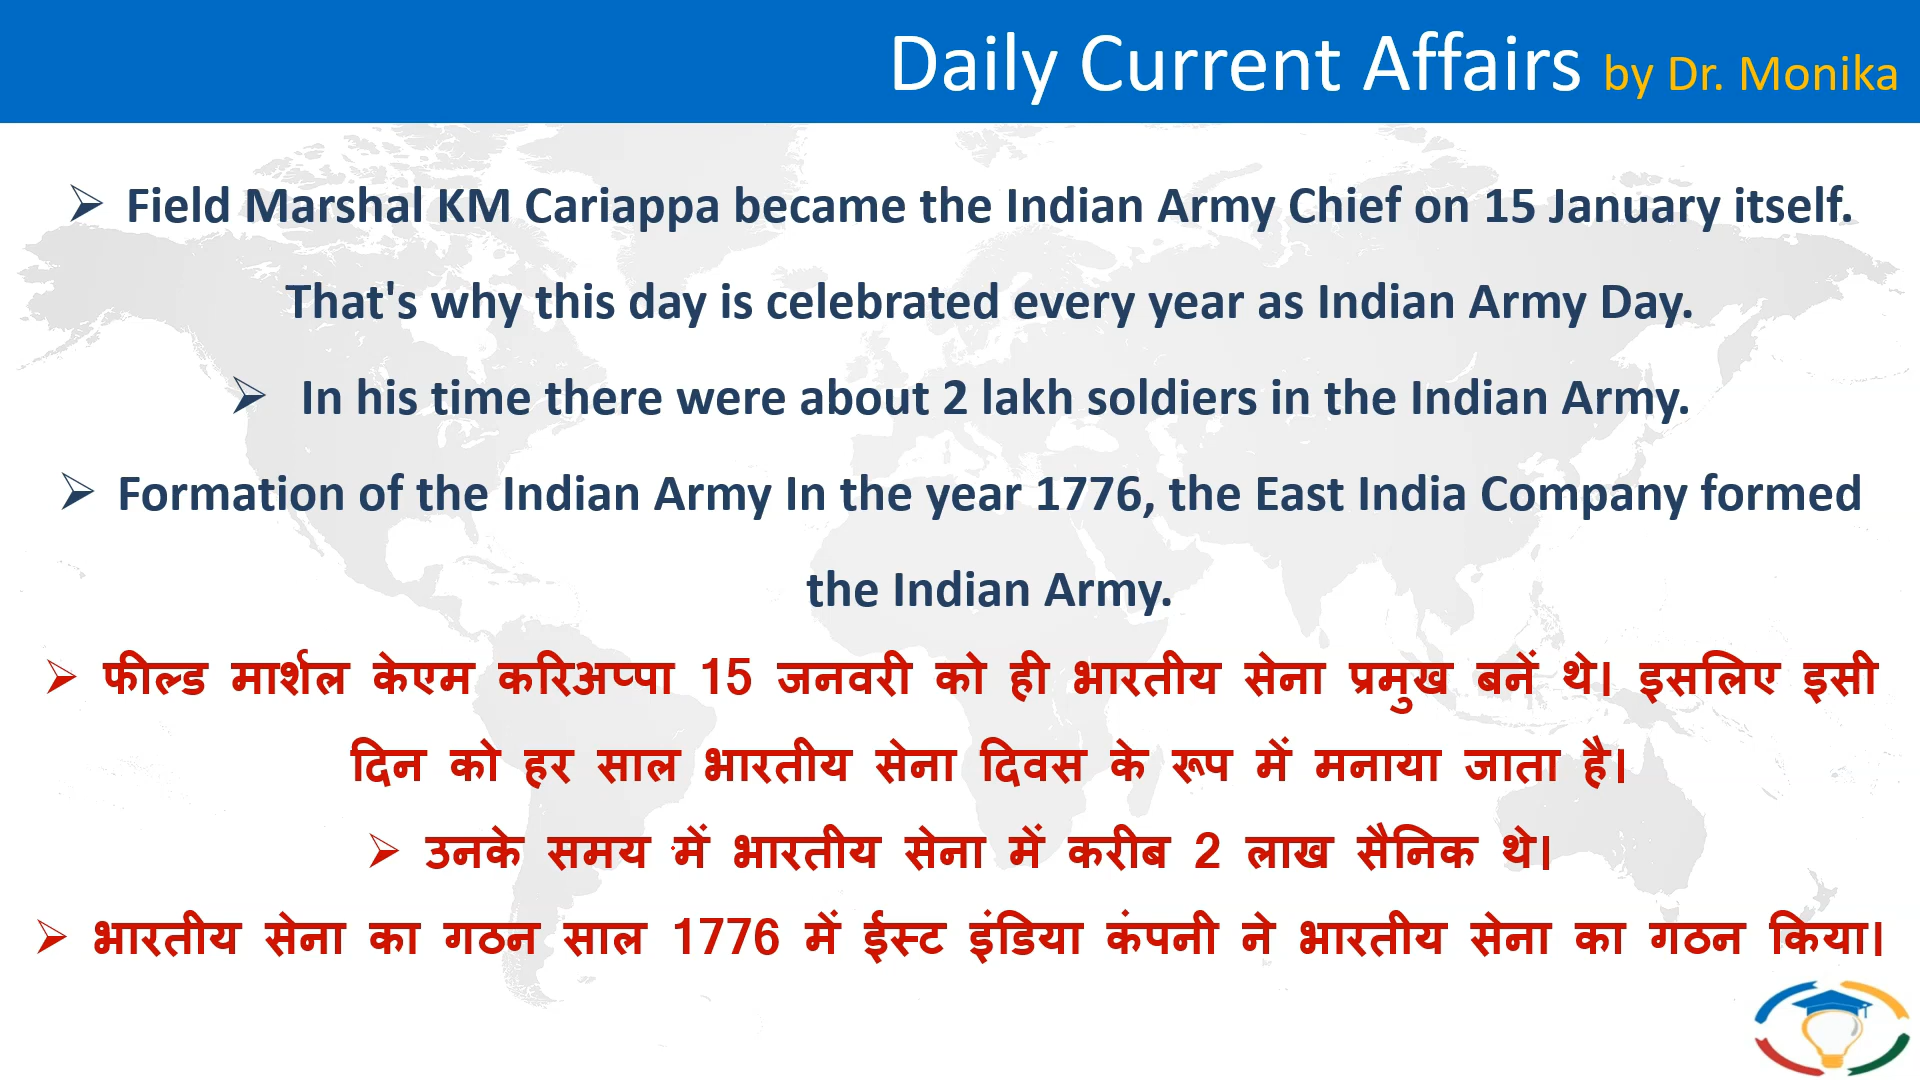 Daily Current Affairs by Dr. Monika
➢ Field Marshal KM Cariappa became the Indian Army Chief on 15 January itself.
That's why this day is celebrated every year as Indian Army Day.
➢ In his time there were about 2 lakh soldiers in the Indian Army.
➢ Formation of the Indian Army In the year 1776, the East India Company formed
the Indian Army.
➢ फील्ड मार्शल केएम करिअप्पा 15 जनवरी को ही भारतीय सेना प्रमुख बनें थे। इसलिए इसी
दिन को हर साल भारतीय सेना दिवस के रूप में मनाया जाता है।
➢ उनके समय में भारतीय सेना में करीब 2 लाख सैनिक थे।
➢ भारतीय सेना का गठन साल 1776 में ईस्ट इंडिया कंपनी ने भारतीय सेना का गठन किया।